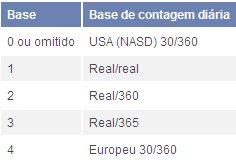 Base Base de contagem diária
0 ou omitido USA (NASD) 30/360
1 Real/real
2 Real/360
3 Real/365
4 Europeu 30/360